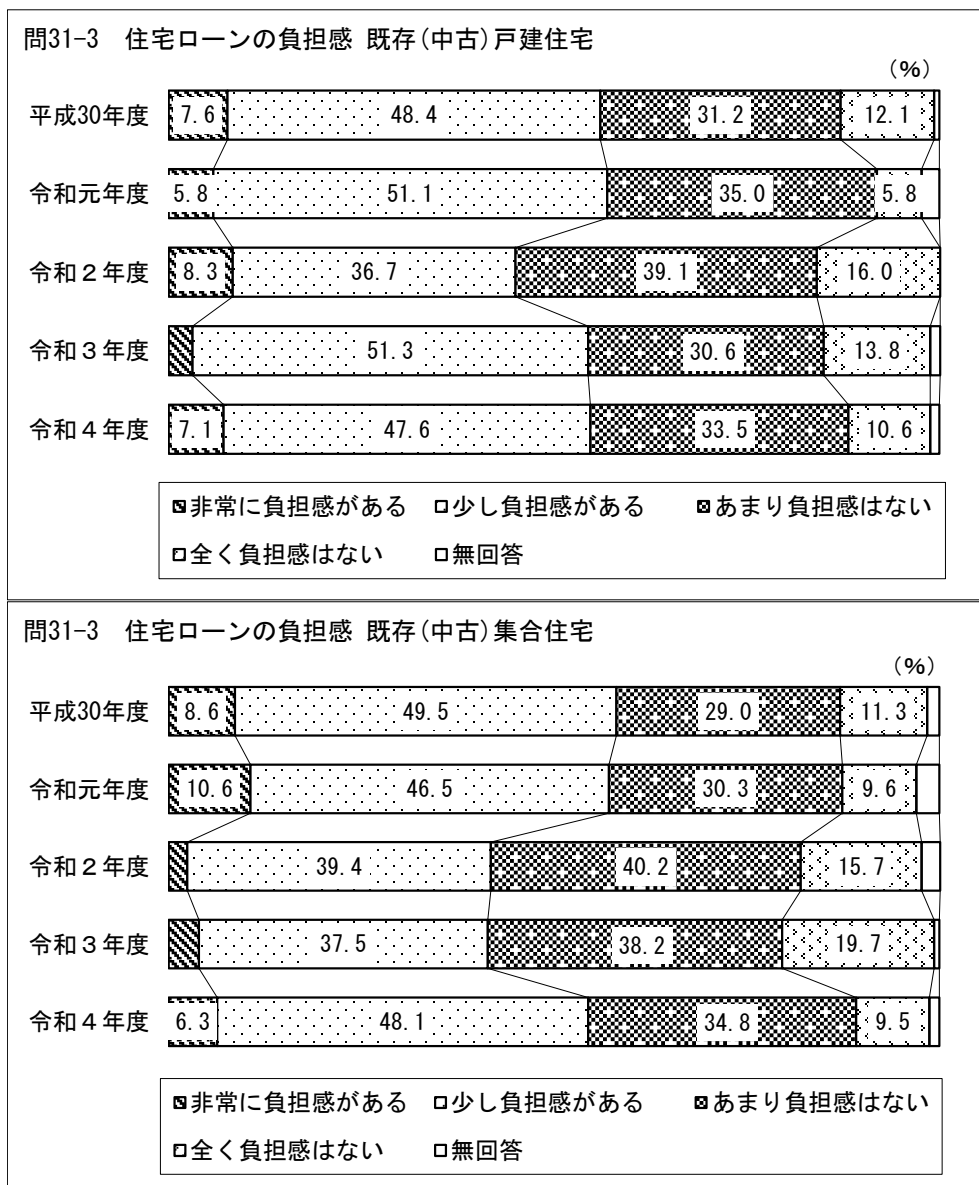 問31-3 住宅ローンの負担感 既存(中古)戸建住宅
(%)
平成30年度 7.6 48.4 31.2 12.1
令和元年度 5.8 51.1 35.0 5.8
令和2年度 8.3 36.7 39.1 16.0
令和3年度 51.3 30.6 13.8
令和4年度 7.1 47.6 33.5 10.6
非常に負担感がある 少し負担感がある あまり負担感はない
全く負担感はない 無回答
問31-3 住宅ローンの負担感 既存(中古)集合住宅
(%)
平成30年度 8.6 49.5 29.0 11.3
令和元年度 10.6 46.5 30.3 9.6
令和2年度 39.4 40.2 15.7
令和3年度 37.5 38.2 19.7
令和4年度 6.3 48.1 34.8 9.5
非常に負担感がある 少し負担感がある あまり負担感はない
全く負担感はない 無回答